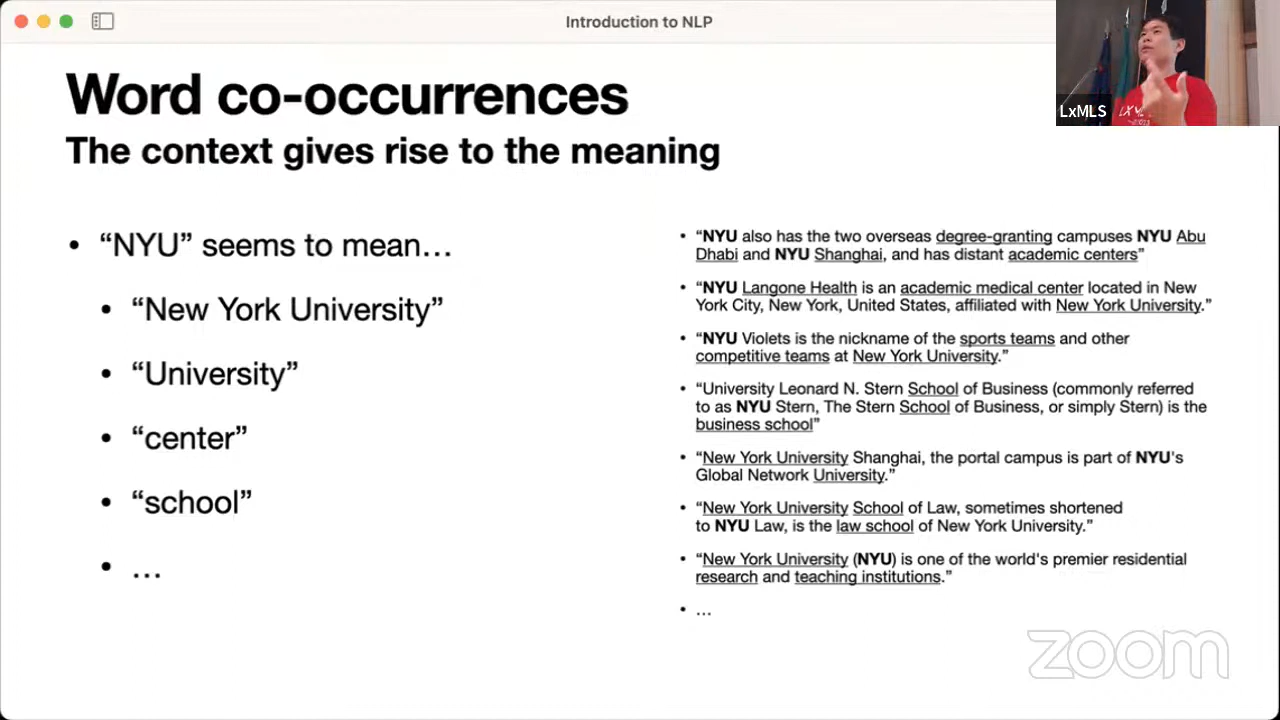 Introduction to NLP
LxMLS
Word co-occurrences
The context gives rise to the meaning
• “NYU” seems to mean…
• “New York University”
• “University”
• “center”
• “school”
• …
• “NYU also has the two overseas degree-granting campuses NYU Abu
Dhabi and NYU Shanghai, and has distant academic centers”
• “NYU Langone Health is an academic medical center located in New
York City, New York, United States, affiliated with New York University.”
• “NYU Violets is the nickname of the sports teams and other
competitive teams at New York University.”
• “University Leonard N. Stern School of Business (commonly referred
to as NYU Stern, The Stern School of Business, or simply Stern) is the
business school”
• “New York University Shanghai, the portal campus is part of NYU's
Global Network University.”
• “New York University School of Law, sometimes shortened
to NYU Law, is the law school of New York University.”
• “New York University (NYU) is one of the world's premier residential
research and teaching institutions.”
• …
zoom